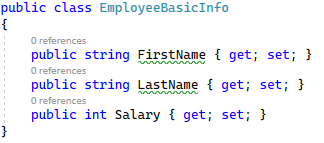 public class EmployeeBasicInfo
{
0 references
public string FirstName { get; set; }
0 references
public string LastName { get; set; }
0 references
public int Salary { get; set; }
}